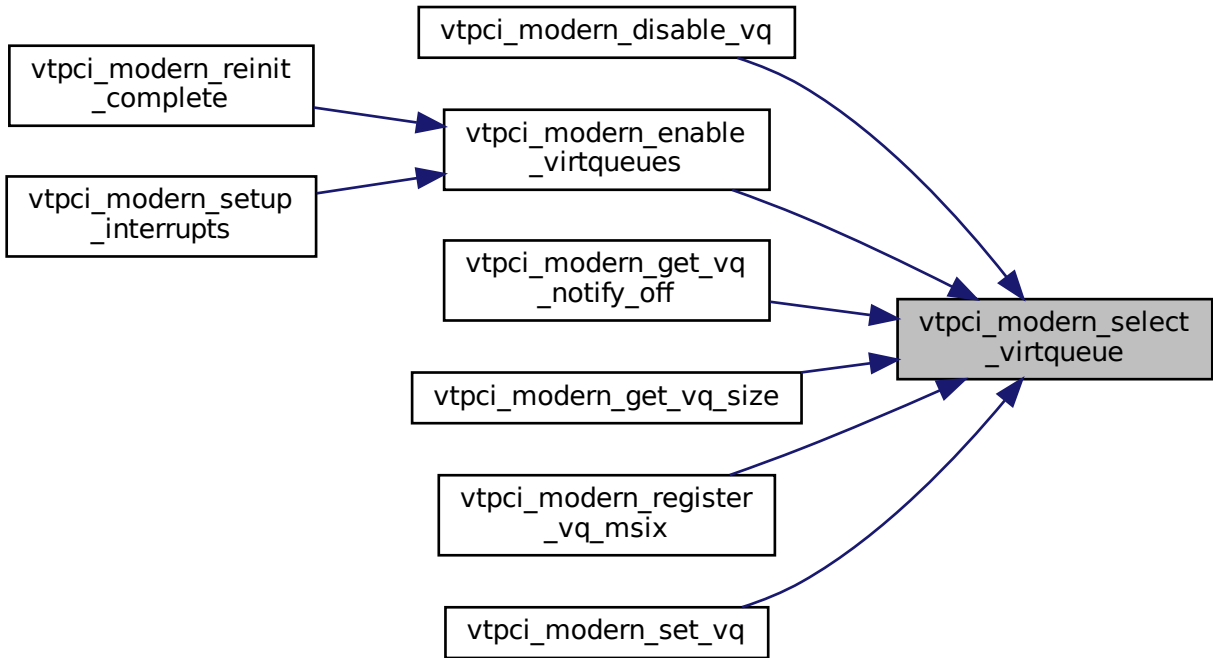 vtpci_modern_reinit
_complete
vtpci_modern_setup
_interrupts
vtpci_modern_disable_vq
vtpci_modern_enable
_virtqueues
vtpci_modern_get_vq
_notify_off
vtpci_modern_get_vq_size
vtpci_modern_register
_vq_msix
vtpci_modern_set_vq
vtpci_modern_select
_virtqueue